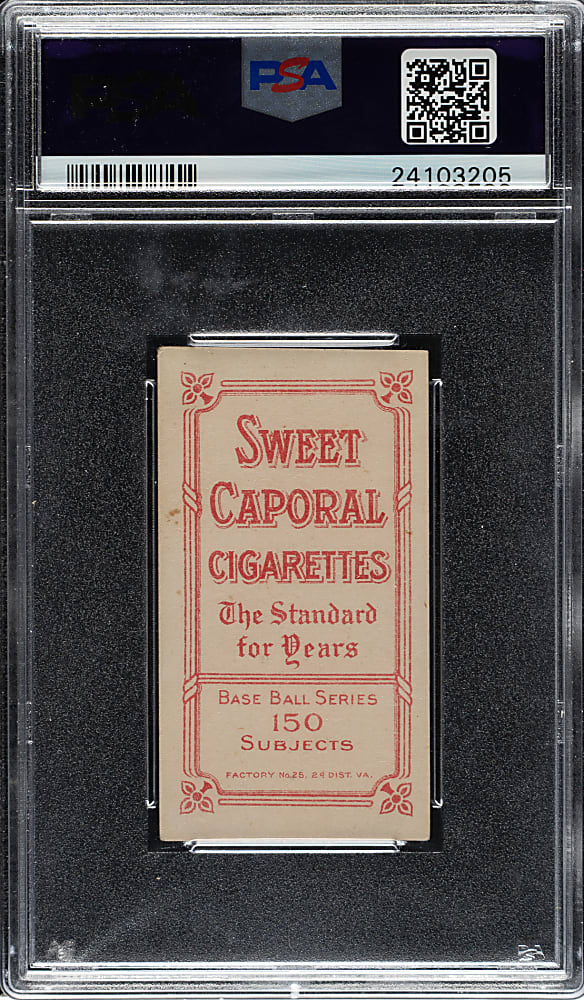 PSA
24103205
SWEET
CAPORAL
CIGARETTES
The Standard
for Years
BASE BALL SERIES
150
SUBJECTS
FACTORY No. 25, 2d DIST. VA.